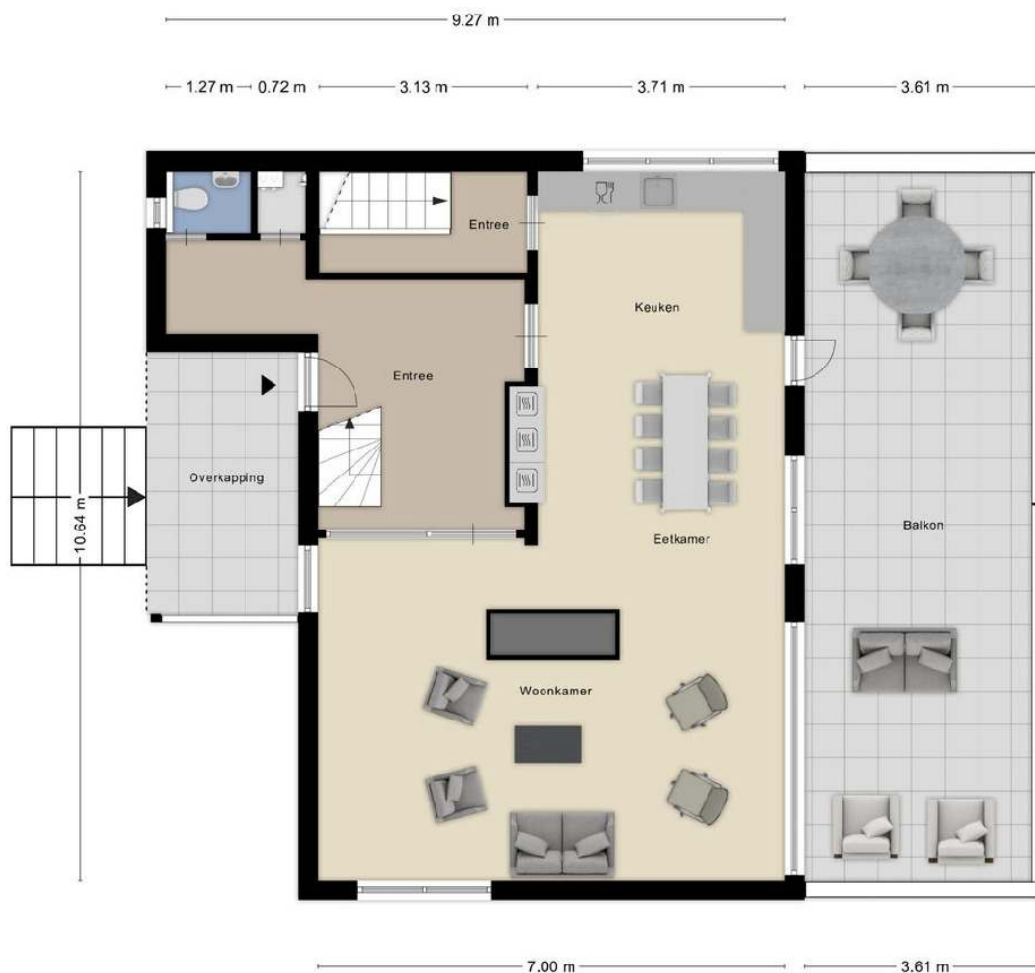 9.27 m
1.27 m
0.72 m
3.13 m
3.71 m
3.61 m
Entree
Keuken
Entree
Overkapping
10.64 m
Eetkamer
Balkon
Woonkamer
7.00 m
3.61 m